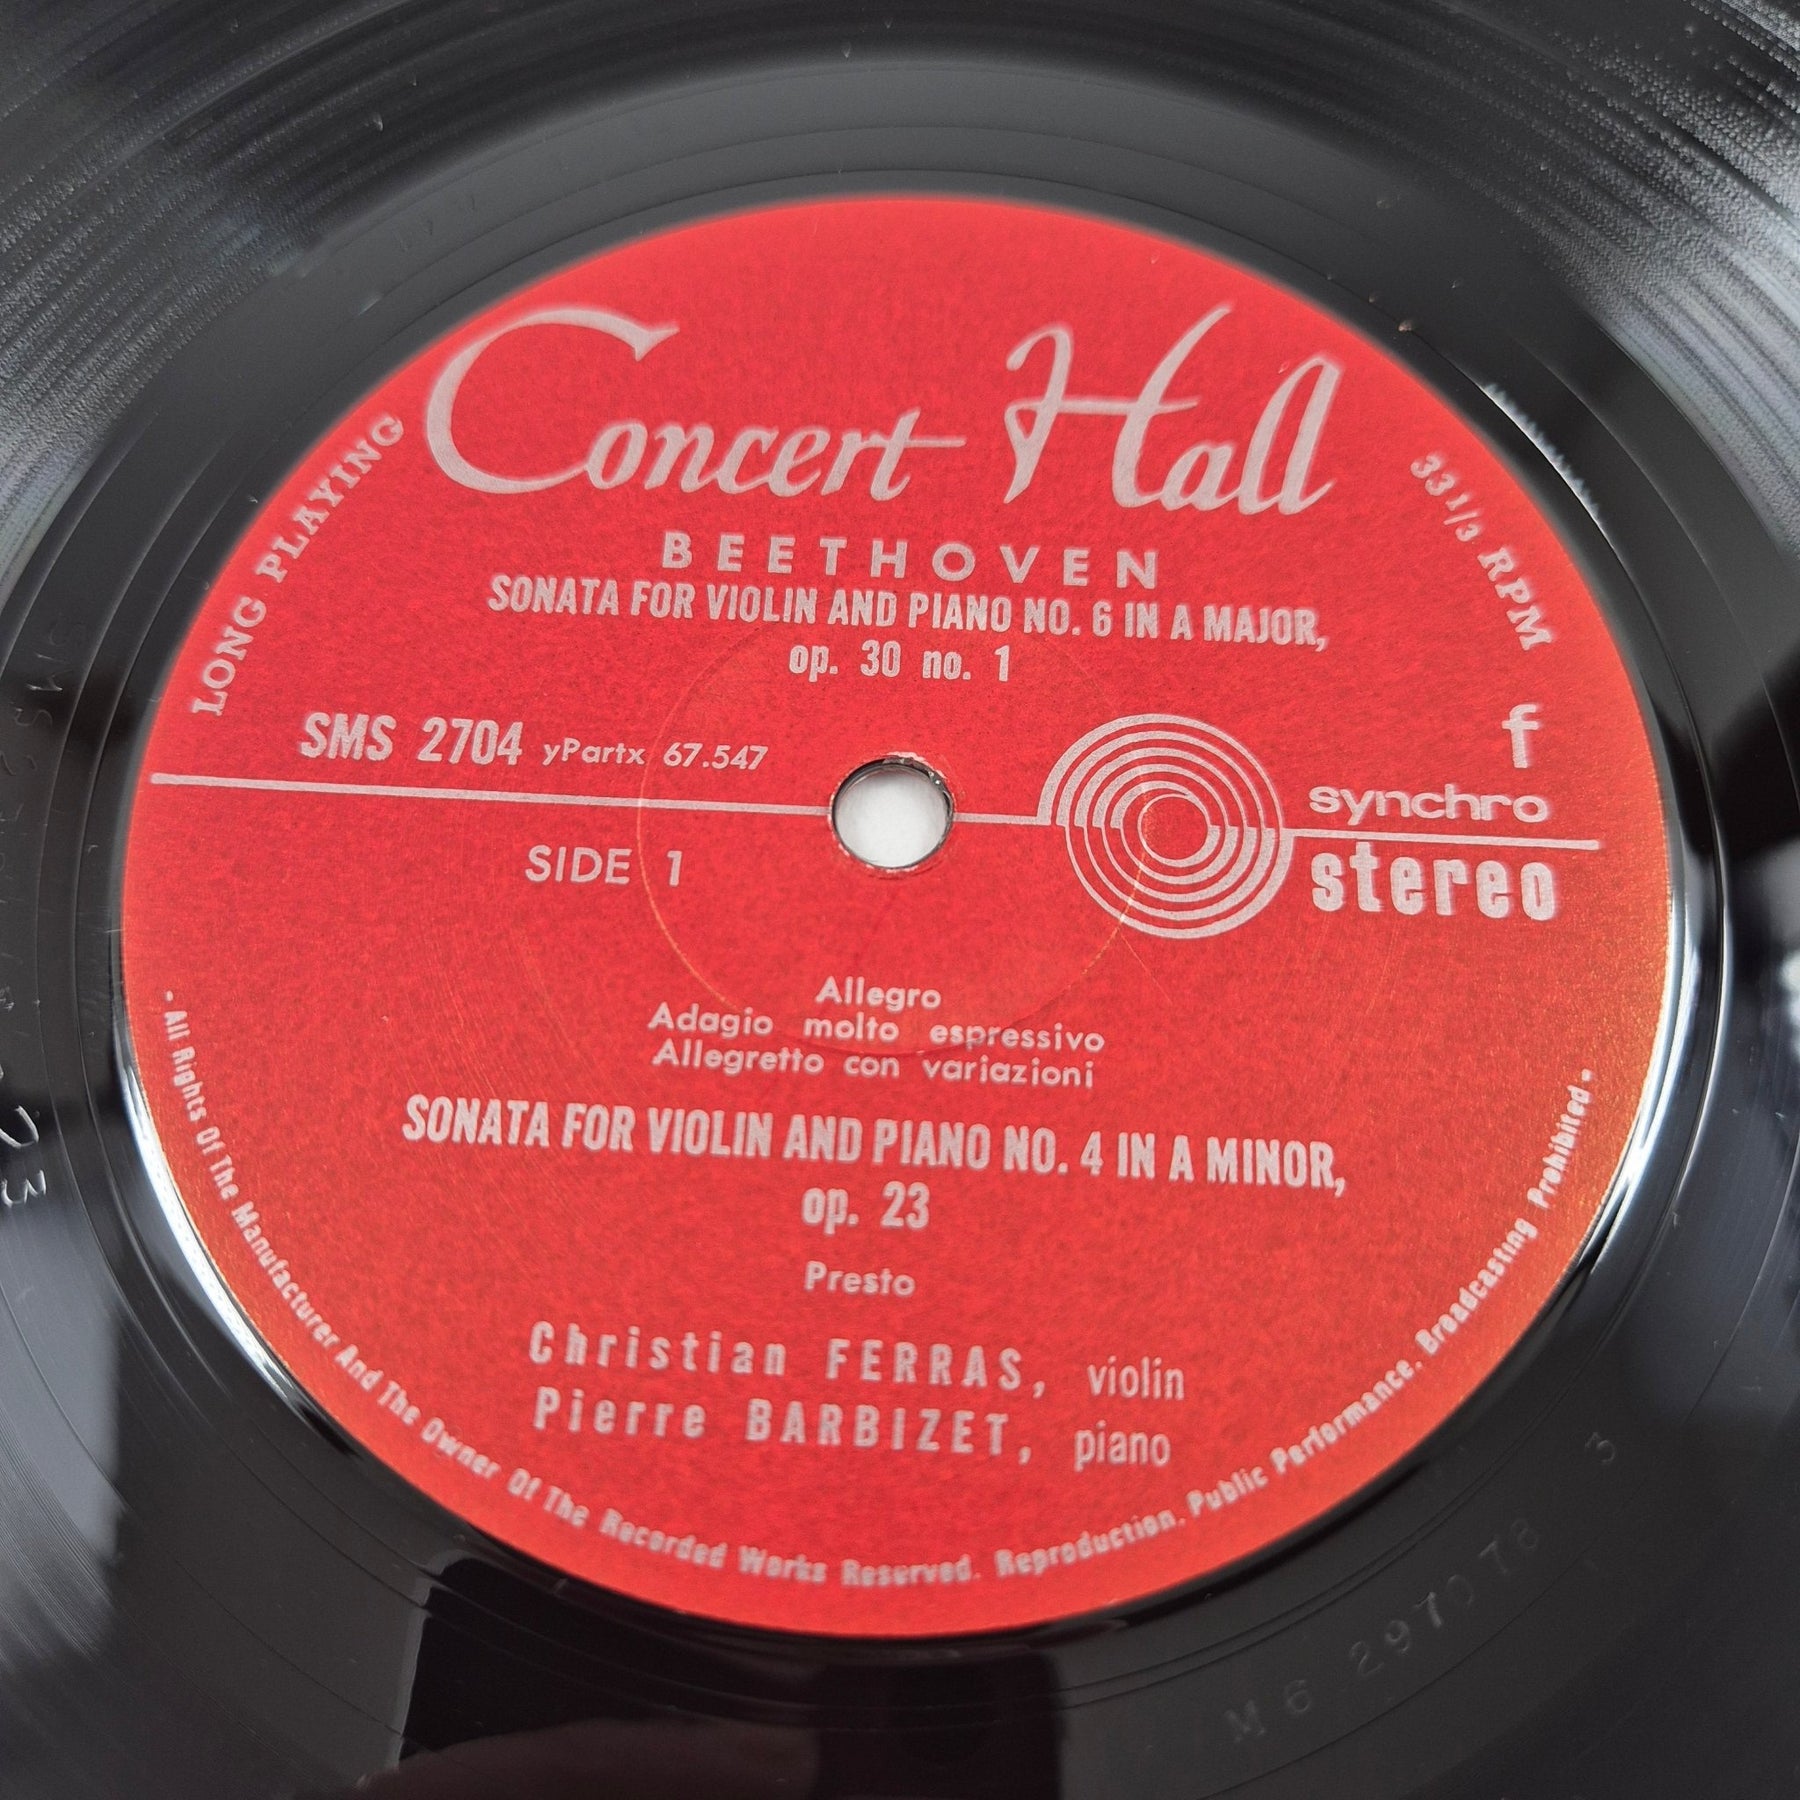 Concert Hall
LONG PLAYING
33 1/3 RPM
BEETHOVEN
SONATA FOR VIOLIN AND PIANO NO. 6 IN A MAJOR,
op. 30 no. 1
SMS 2704 yPartx 67.547
f
synchro
stereo
SIDE 1
Allegro
Adagio molto espressivo
Allegretto con variazioni
SONATA FOR VIOLIN AND PIANO NO. 4 IN A MINOR,
op. 23
Presto
Christian FERRAS, violin
Pierre BARBIZET, piano
- All Rights Of The Manufacturer And The Owner Of The Recorded Works Reserved. Reproduction. Public Performance. Broadcasting Prohibited -
M6 297078 3